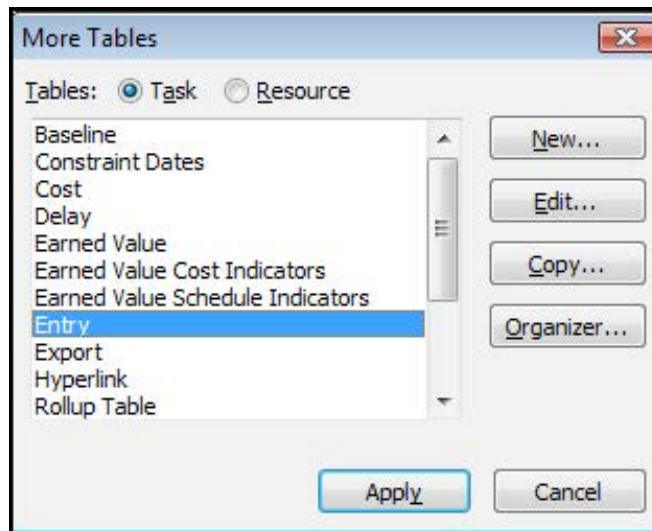 More Tables
Tables: Task Resource
Baseline
Constraint Dates
Cost
Delay
Earned Value
Earned Value Cost Indicators
Earned Value Schedule Indicators
Entry
Export
Hyperlink
Rollup Table
New...
Edit...
Copy...
Organizer...
Apply Cancel